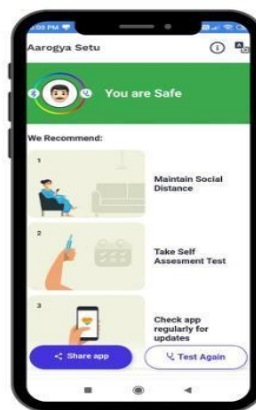 Aarogya Setu
You are Safe
We Recommend:
1
Maintain Social
Distance
2
Take Self
Assesment Test
3
Check app
regularly for
updates
Share app
Test Again